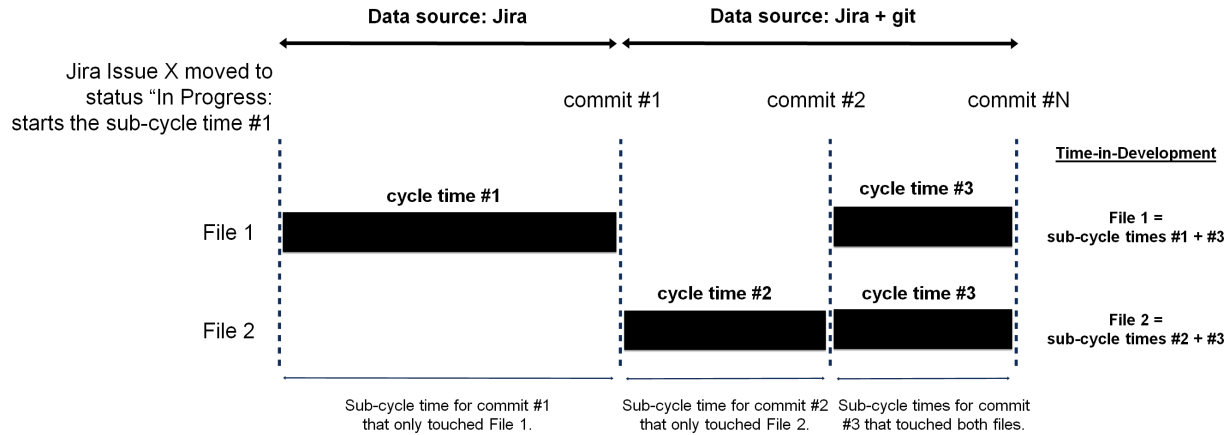 Data source: Jira
Data source: Jira + git
Jira Issue X moved to
status “In Progress:
starts the sub-cycle time #1
commit #1
commit #2
commit #N
Time-in-Development
cycle time #1
cycle time #3
File 1
File 1 =
sub-cycle times #1 + #3
cycle time #2
cycle time #3
File 2
File 2 =
sub-cycle times #2 + #3
Sub-cycle time for commit #1
that only touched File 1.
Sub-cycle time for commit #2
that only touched File 2.
Sub-cycle times for commit
#3 that touched both files.